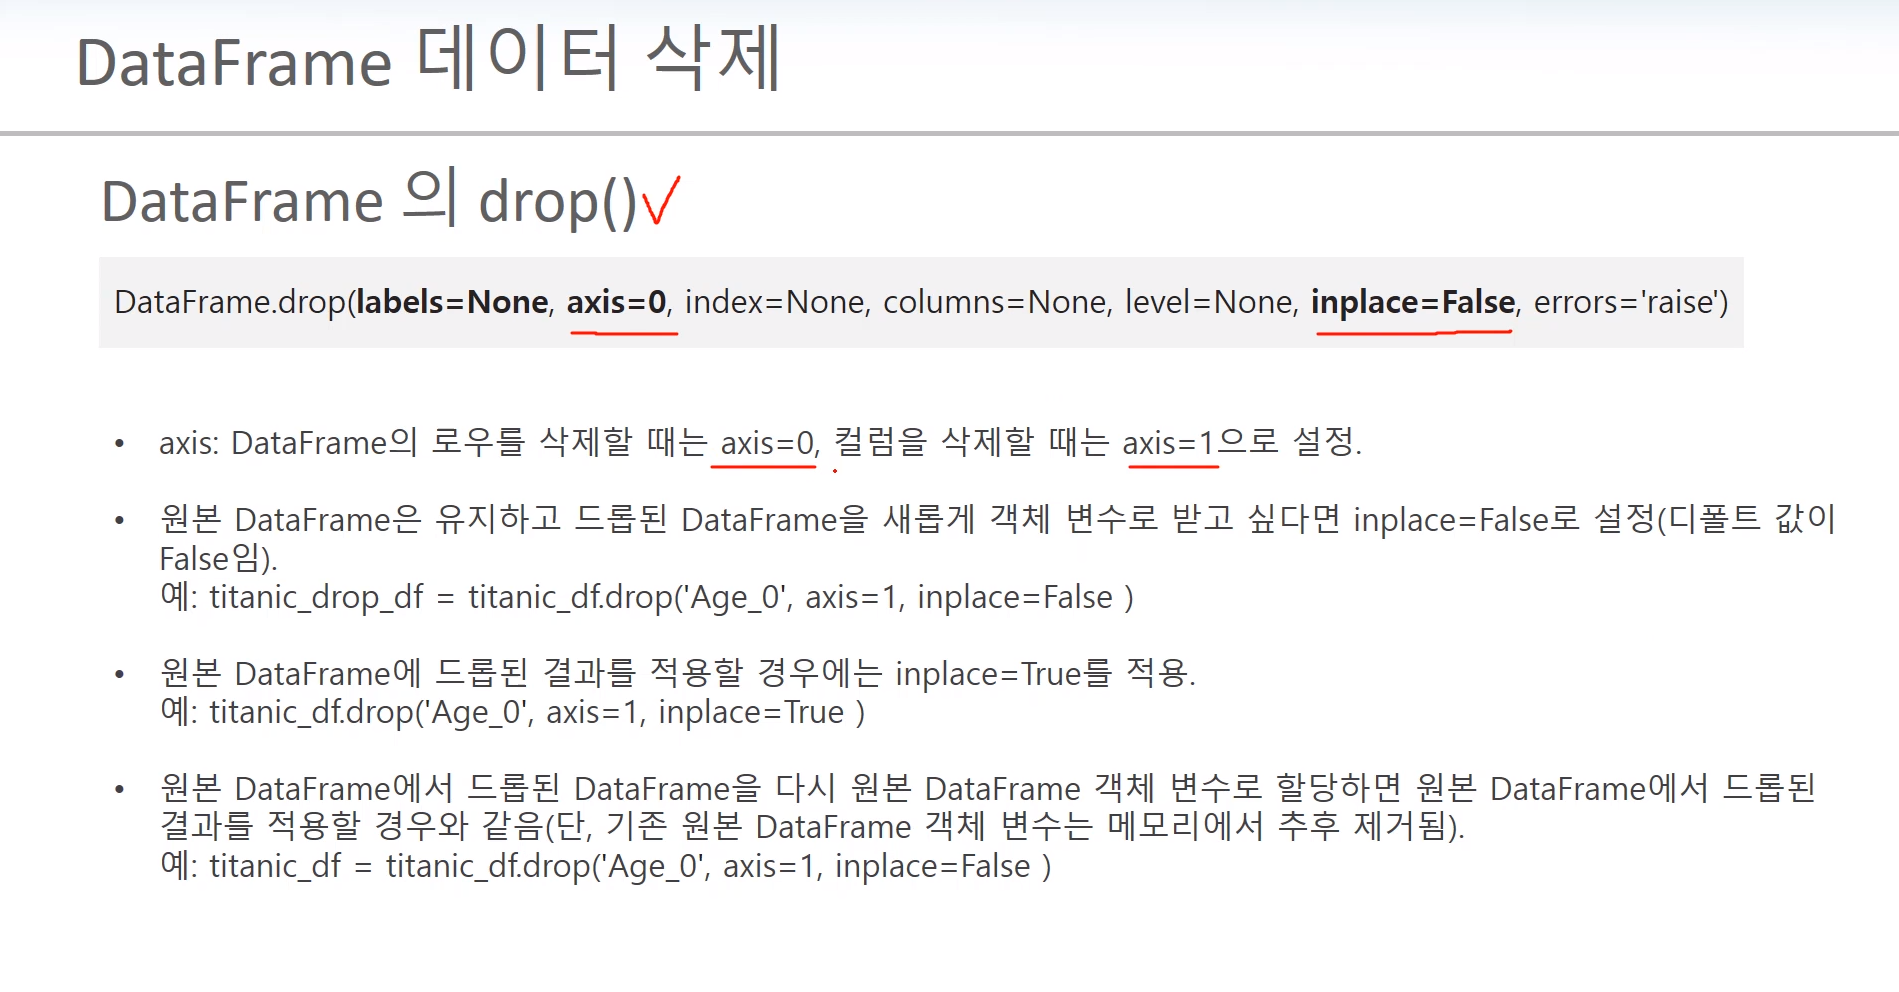 DataFrame 데이터 삭제
DataFrame 의 drop()
DataFrame.drop(labels=None, axis=0, index=None, columns=None, level=None, inplace=False, errors='raise')
• axis: DataFrame의 로우를 삭제할 때는 axis=0, 컬럼을 삭제할 때는 axis=1으로 설정.
• 원본 DataFrame은 유지하고 드롭된 DataFrame을 새롭게 객체 변수로 받고 싶다면 inplace=False로 설정(디폴트 값이
False임).
예: titanic_drop_df = titanic_df.drop('Age_0', axis=1, inplace=False )
• 원본 DataFrame에 드롭된 결과를 적용할 경우에는 inplace=True를 적용.
예: titanic_df.drop('Age_0', axis=1, inplace=True )
• 원본 DataFrame에서 드롭된 DataFrame을 다시 원본 DataFrame 객체 변수로 할당하면 원본 DataFrame에서 드롭된
결과를 적용할 경우와 같음(단, 기존 원본 DataFrame 객체 변수는 메모리에서 추후 제거됨).
예: titanic_df = titanic_df.drop('Age_0', axis=1, inplace=False )